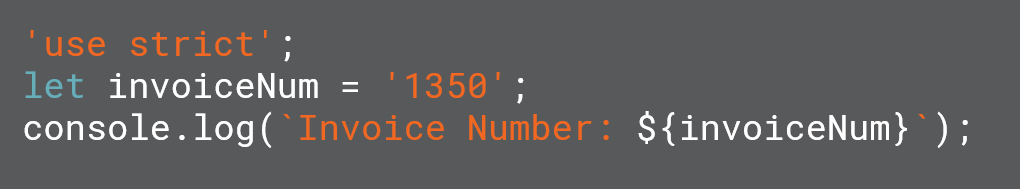 'use strict';
let invoiceNum = '1350';
console.log(`Invoice Number: ${invoiceNum}`);